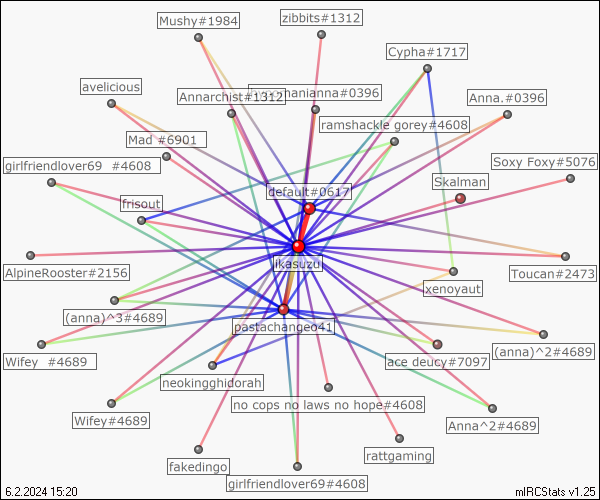 Mushy#1984
zibbits#1312
Cypha#1717
avelicious
Annarchist#1312
hanianna#0396
Anna.#0396
ramshackle gorey#4608
Mad #6901
girlfriendlover69 #4608
Soxy Foxy#5076
default#0617
Skalman
frisout
ikasuzu
AlpineRooster#2156
Toucan#2473
xenoyaut
(anna)^3#4689
pastachangeo41
Wifey #4689
ace deucy#7097
(anna)^2#4689
neokingghidorah
no cops no laws no hope#4608
Wifey#4689
Anna^2#4689
rattgaming
fakedingo
girlfriendlover69#4608
6.2.2024 15:20
mIRCStats v1.25